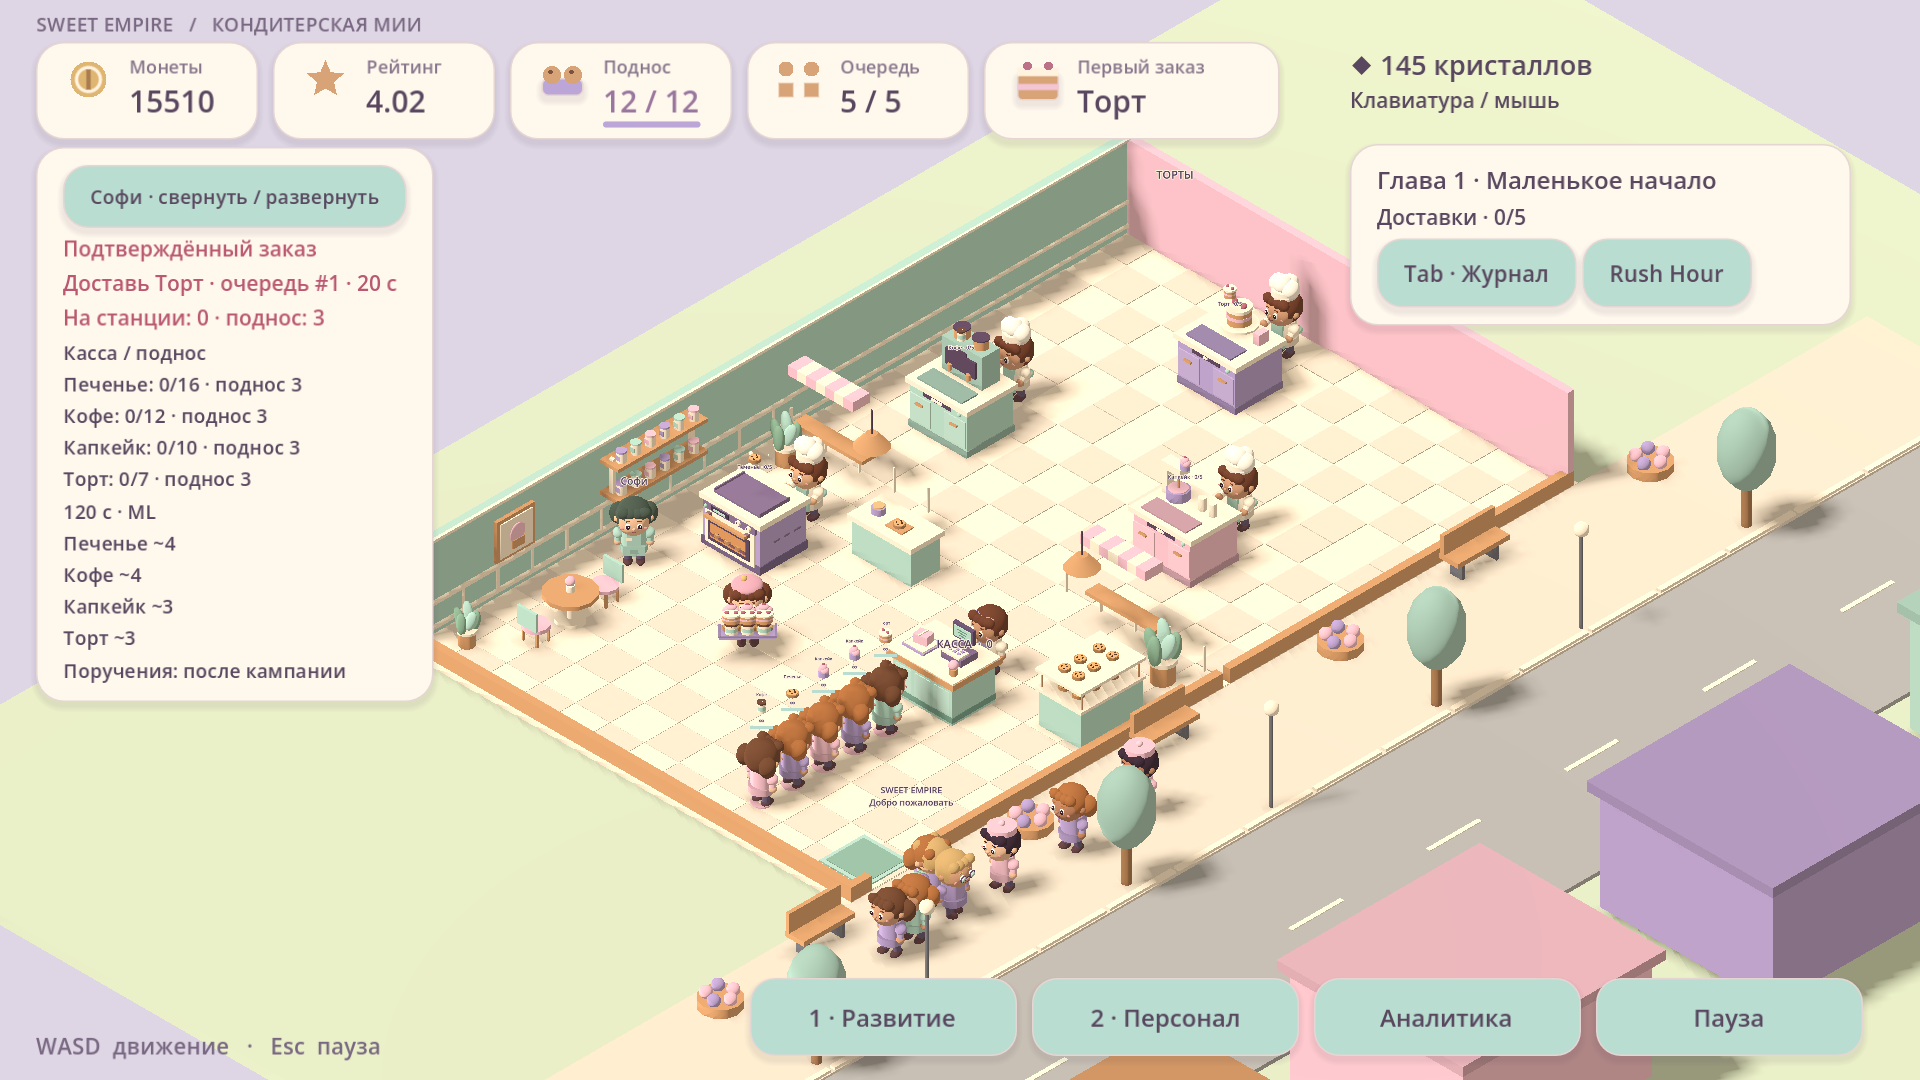 SWEET EMPIRE / КОНДИТЕРСКАЯ МИИ
Монеты
15510
Рейтинг
4.02
Поднос
12 / 12
Очередь
5 / 5
Первый заказ
Торт
◆ 145 кристаллов
Клавиатура / мышь
Глава 1 · Маленькое начало
Доставки · 0/5
Tab · Журнал
Rush Hour
Софи · свернуть / развернуть
Подтверждённый заказ
Доставь Торт · очередь #1 · 20 с
На станции: 0 · поднос: 3
Касса / поднос
Печенье: 0/16 · поднос 3
Кофе: 0/12 · поднос 3
Капкейк: 0/10 · поднос 3
Торт: 0/7 · поднос 3
120 с · ML
Печенье ~4
Кофе ~4
Капкейк ~3
Торт ~3
Поручения: после кампании
ТОРТЫ
Софи
КАССА · 0
SWEET EMPIRE
Добро пожаловать
1 · Развитие
2 · Персонал
Аналитика
Пауза
WASD движение · Esc пауза